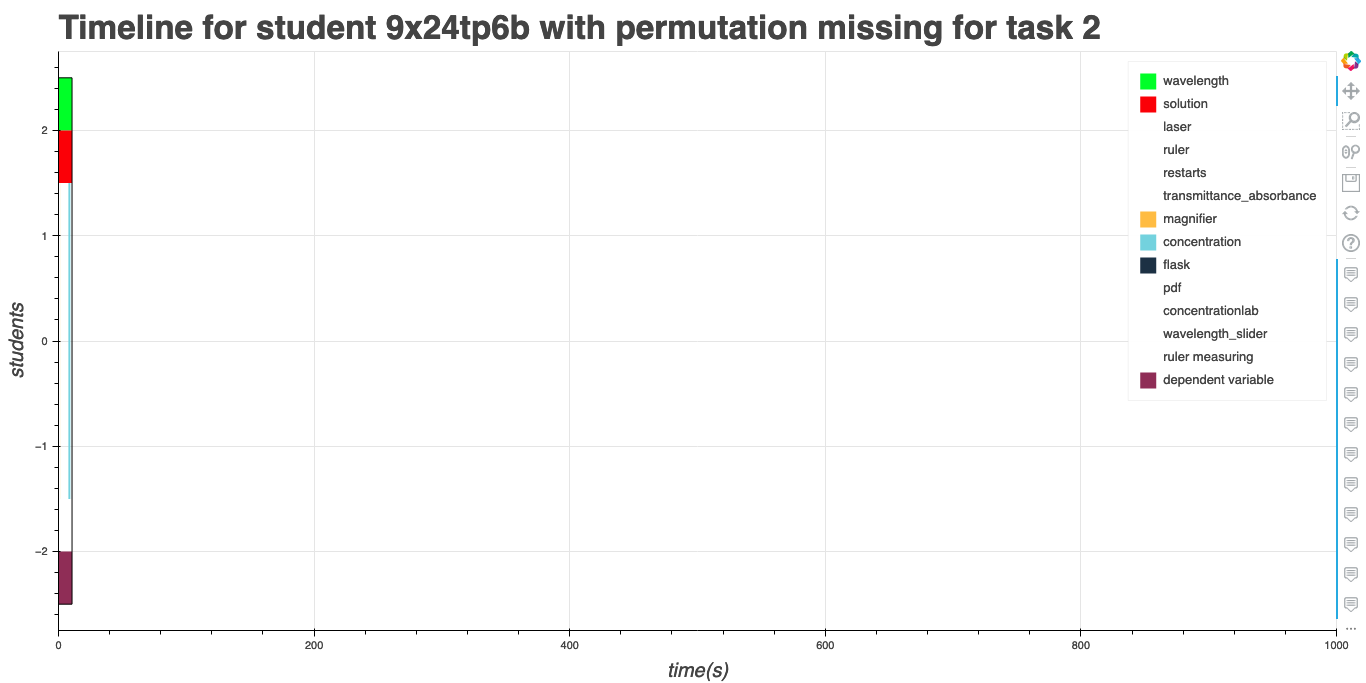 Timeline for student 9x24tp6b with permutation missing for task 2
wavelength
solution
laser
ruler
restarts
transmittance_absorbance
magnifier
concentration
flask
pdf
concentrationlab
wavelength_slider
ruler measuring
dependent variable
students
2
1
0
−1
−2
0 200 400 600 800 1000
time(s)